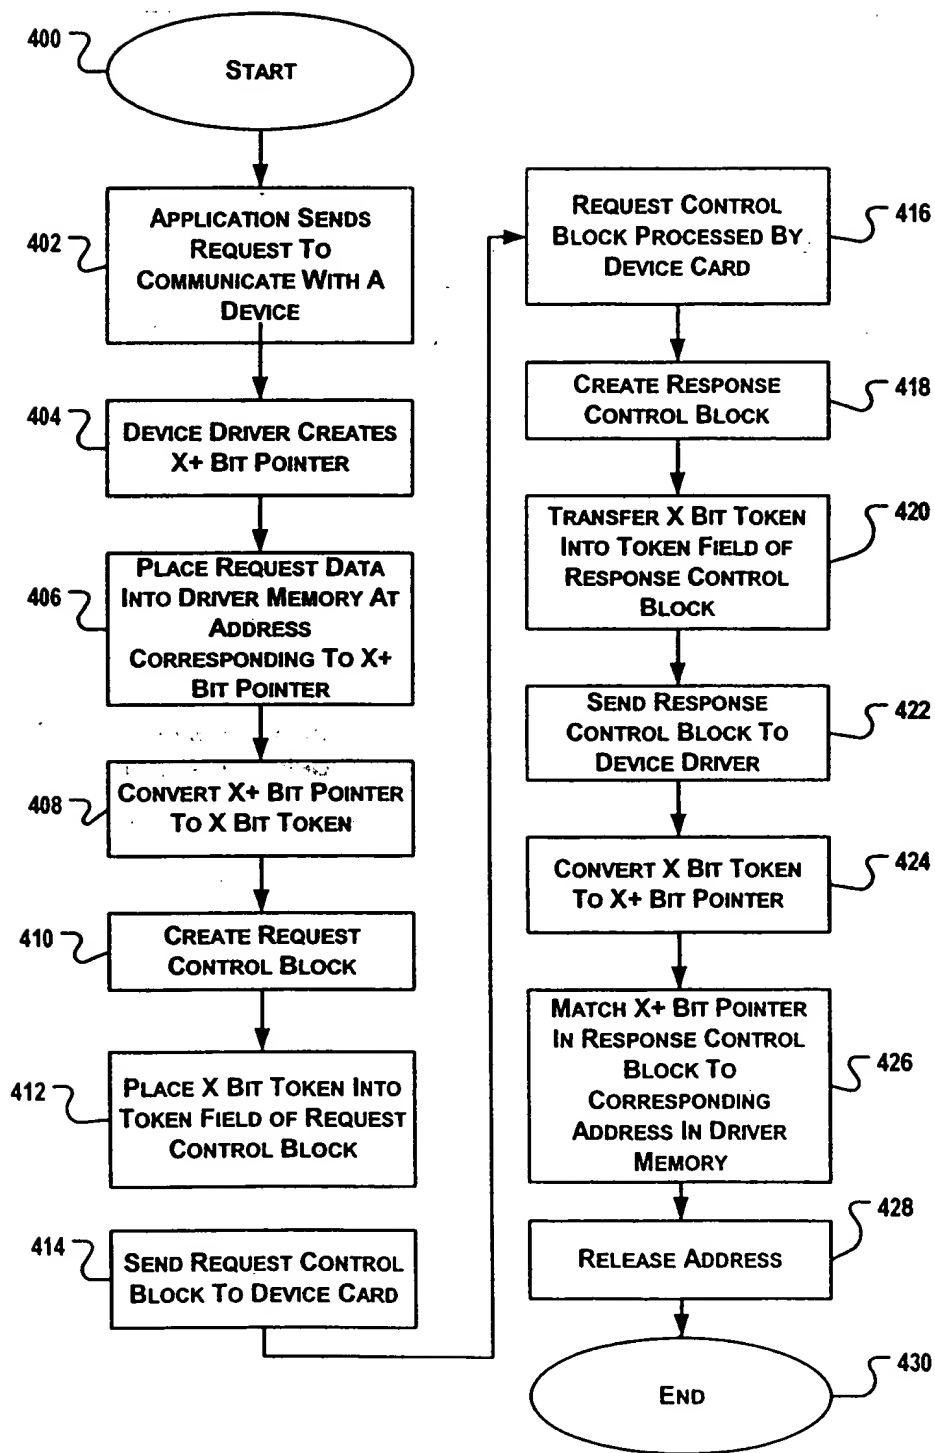 400
START
402
APPLICATION SENDS
REQUEST TO
COMMUNICATE WITH A
DEVICE
404
DEVICE DRIVER CREATES
X+ BIT POINTER
406
PLACE REQUEST DATA
INTO DRIVER MEMORY AT
ADDRESS
CORRESPONDING TO X+
BIT POINTER
408
CONVERT X+ BIT POINTER
TO X BIT TOKEN
410
CREATE REQUEST
CONTROL BLOCK
412
PLACE X BIT TOKEN INTO
TOKEN FIELD OF REQUEST
CONTROL BLOCK
414
SEND REQUEST CONTROL
BLOCK TO DEVICE CARD
REQUEST CONTROL
BLOCK PROCESSED BY
DEVICE CARD
416
CREATE RESPONSE
CONTROL BLOCK
418
TRANSFER X BIT TOKEN
INTO TOKEN FIELD OF
RESPONSE CONTROL
BLOCK
420
SEND RESPONSE
CONTROL BLOCK TO
DEVICE DRIVER
422
CONVERT X BIT TOKEN
TO X+ BIT POINTER
424
MATCH X+ BIT POINTER
IN RESPONSE CONTROL
BLOCK TO
CORRESPONDING
ADDRESS IN DRIVER
MEMORY
426
RELEASE ADDRESS
428
END
430